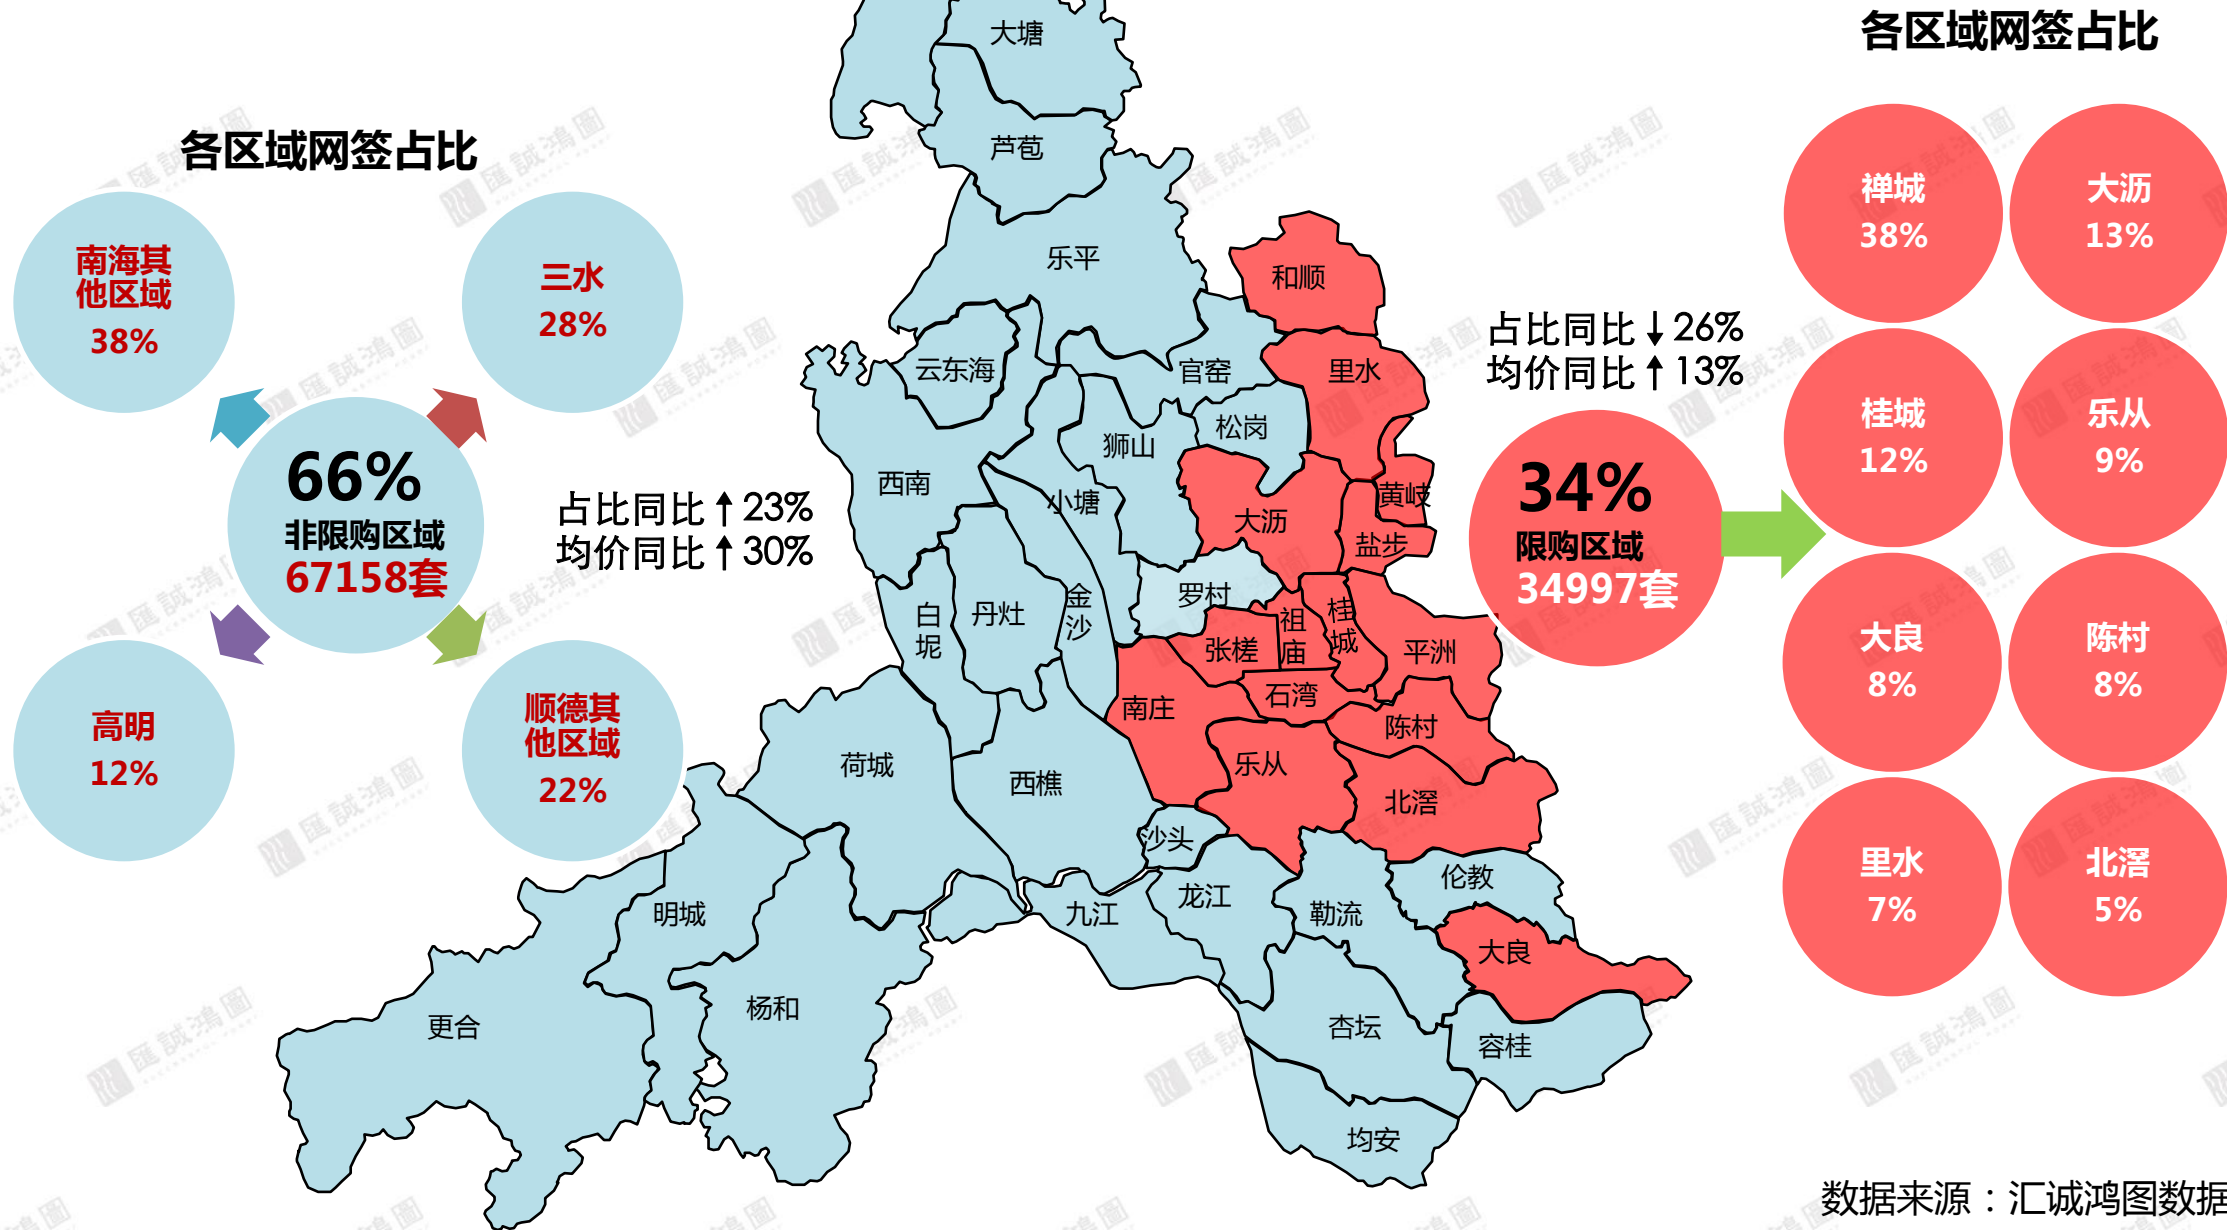 各区域网签占比
南海其
他区域
38%
三水
28%
66%
非限购区域
67158套
高明
12%
顺德其
他区域
22%
占比同比↑23%
均价同比↑30%
大塘
芦苞
乐平
和顺
云东海
官窑
里水
松岗
狮山
西南
小塘
黄岐
大沥
盐步
罗村
金沙
白坭
丹灶
祖庙
桂城
张槎
平洲
石湾
南庄
陈村
乐从
荷城
西樵
北滘
沙头
伦教
龙江
九江
勒流
明城
大良
杨和
更合
杏坛
容桂
均安
占比同比↓26%
均价同比↑13%
34%
限购区域
34997套
各区域网签占比
禅城
38%
大沥
13%
桂城
12%
乐从
9%
大良
8%
陈村
8%
里水
7%
北滘
5%
数据来源：汇诚鸿图数据
匯誠鴻圖